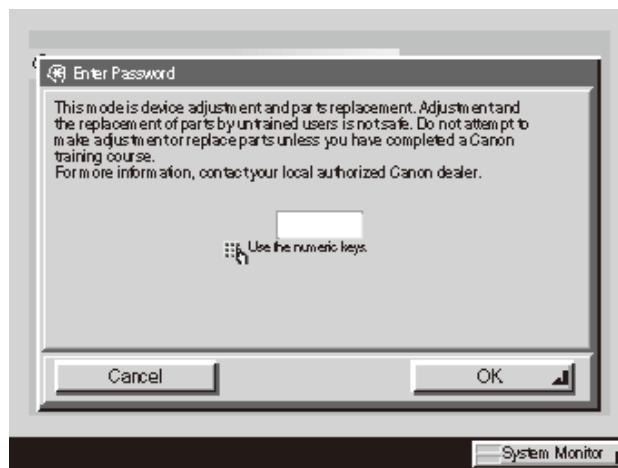 Enter Password
This mode is device adjustment and parts replacement. Adjustment and
the replacement of parts by untrained users is not safe. Do not attempt to
make adjustment or replace parts unless you have completed a Canon
training course.
For more information, contact your local authorized Canon dealer.
Use the numeric keys.
Cancel
OK
System Monitor